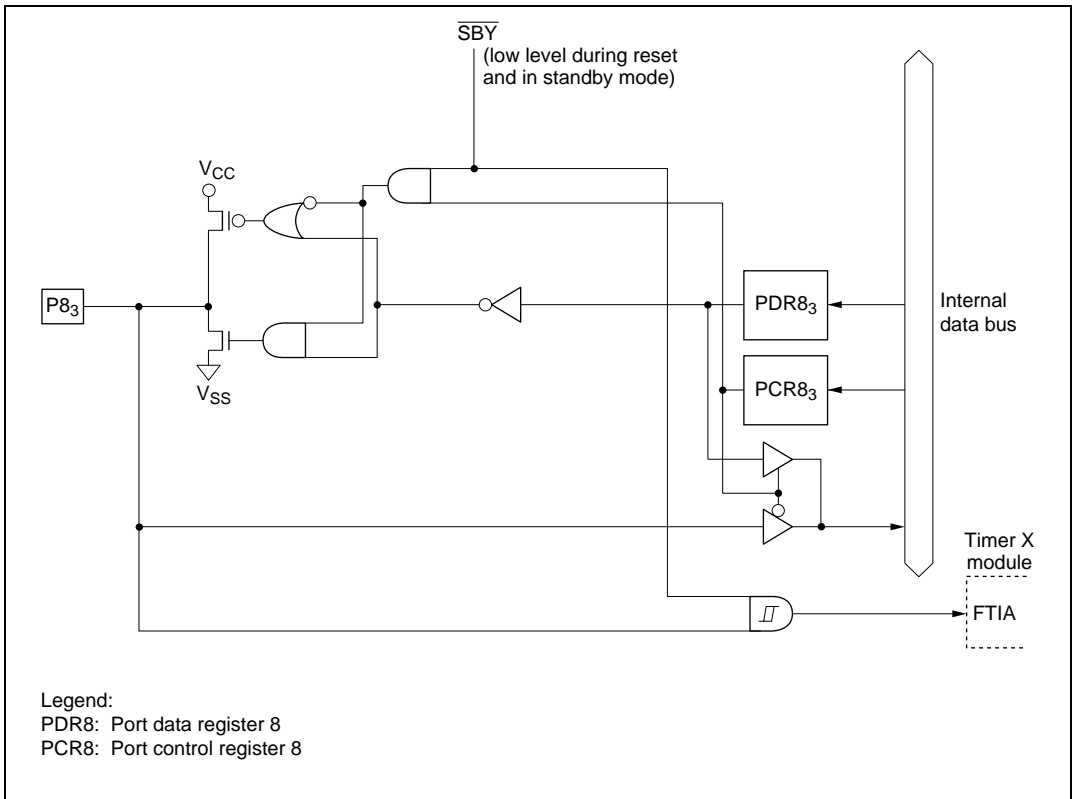 SBY
(low level during reset
and in standby mode)
VCC
P83
VSS
PDR83
PCR83
Internal
data bus
Timer X
module
FTIA
Legend:
PDR8: Port data register 8
PCR8: Port control register 8